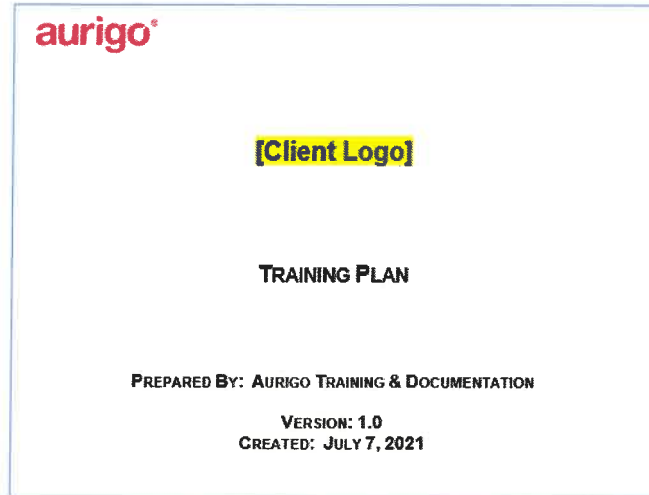 aurigo®
[Client Logo]
TRAINING PLAN
PREPARED BY: AURIGO TRAINING & DOCUMENTATION
VERSION: 1.0
CREATED: JULY 7, 2021